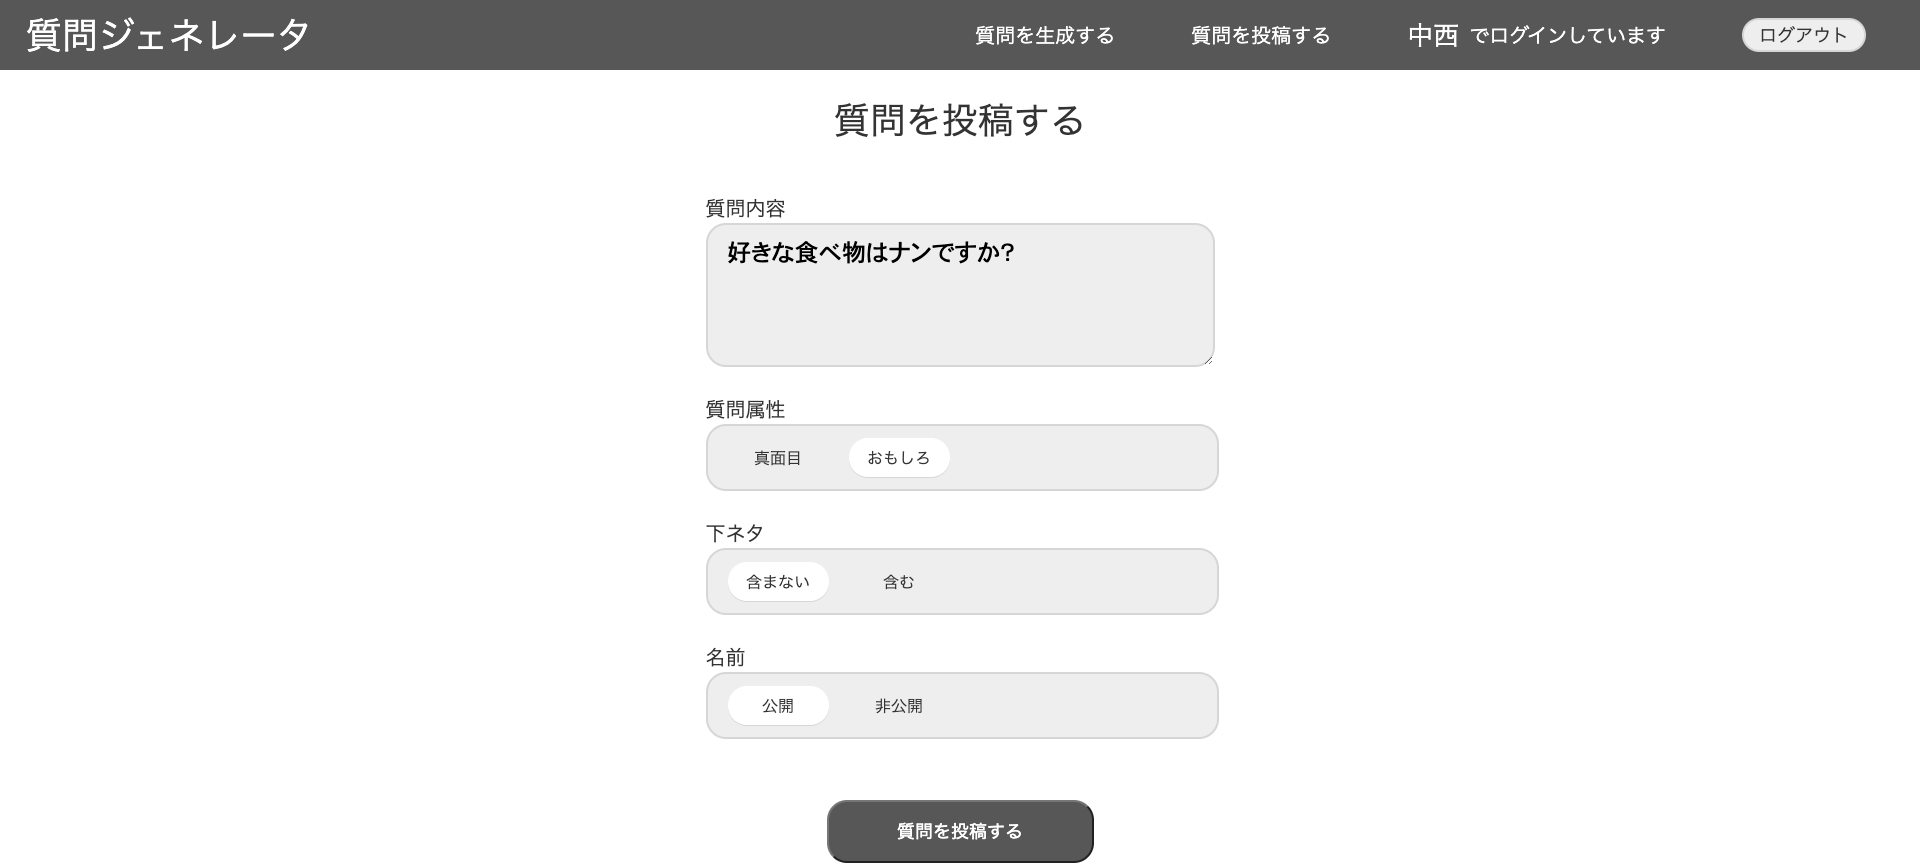 質問ジェネレータ
質問を生成する
質問を投稿する
中西 でログインしています
ログアウト
質問を投稿する
質問内容
好きな食べ物はナンですか?
質問属性
真面目 おもしろ
下ネタ
含まない 含む
名前
公開 非公開
質問を投稿する